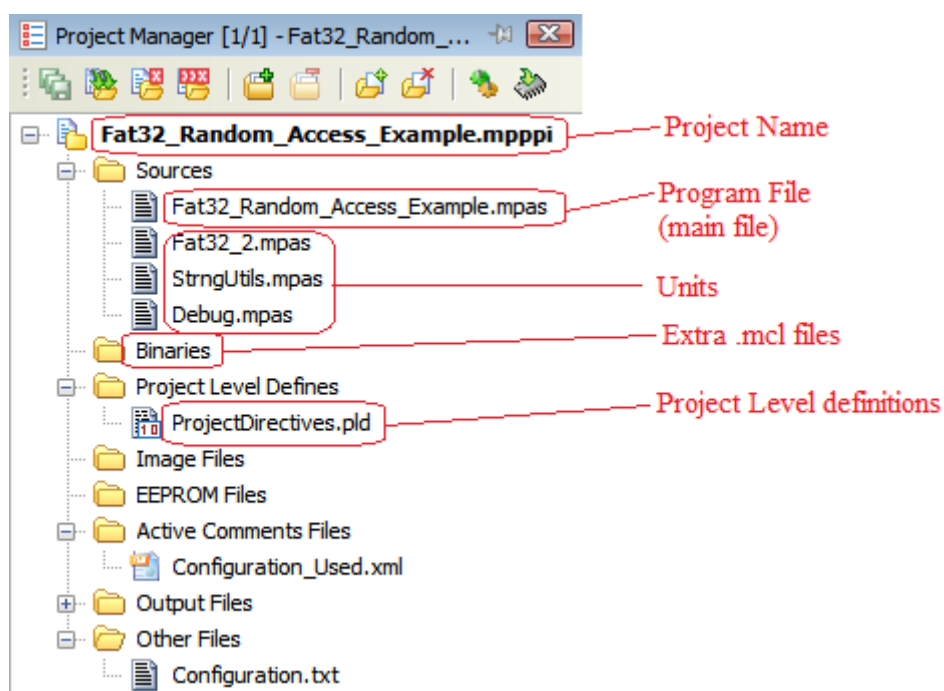 Project Manager [1/1] - Fat32_Random_...
Fat32_Random_Access_Example.mpppi
Project Name
Sources
Fat32_Random_Access_Example.mpas
Program File
(main file)
Fat32_2.mpas
StrngUtils.mpas
Units
Debug.mpas
Extra .mcl files
Binaries
Project Level Defines
ProjectDirectives.pld
Project Level definitions
Image Files
EEPROM Files
Active Comments Files
Configuration_Used.xml
Output Files
Other Files
Configuration.txt